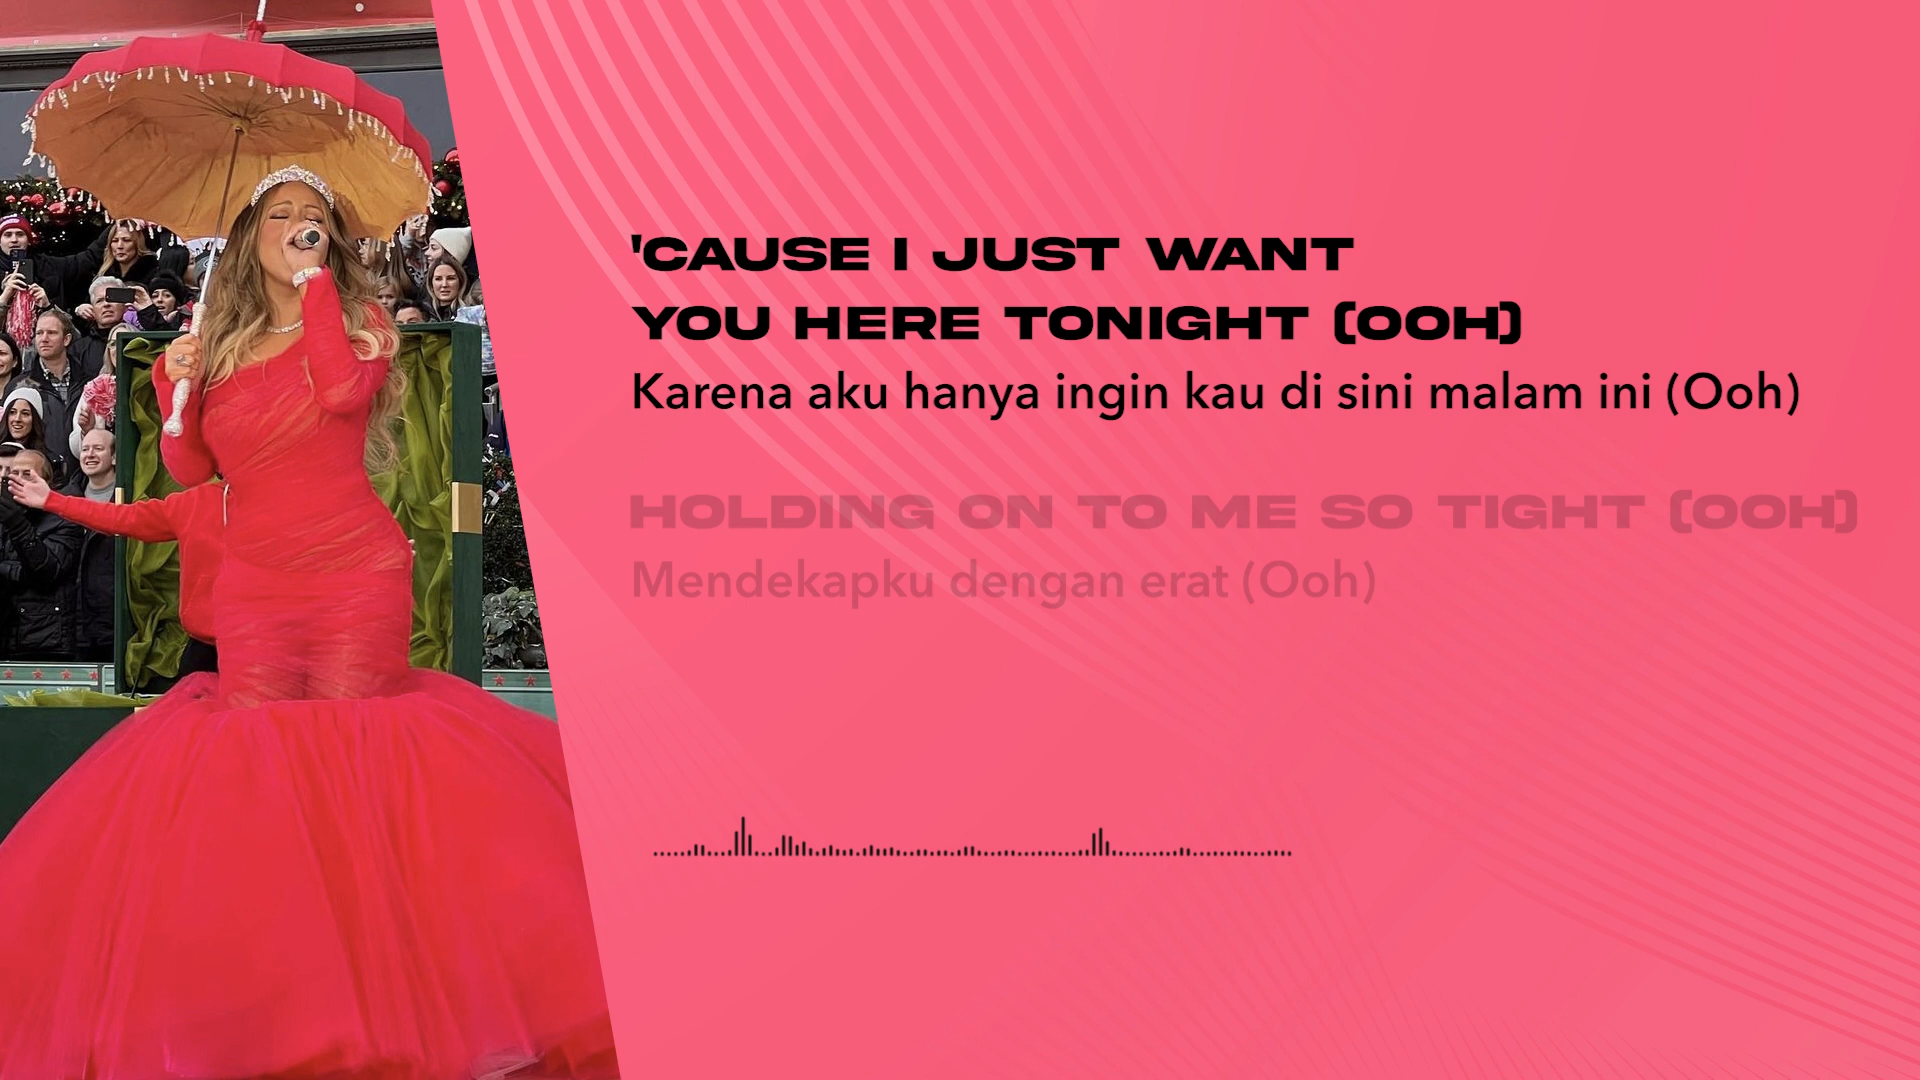 'CAUSE I JUST WANT
YOU HERE TONIGHT (OOH)
Karena aku hanya ingin kau di sini malam ini (Ooh)
HOLDING ON TO ME SO TIGHT (OOH)
Mendekapku dengan erat (Ooh)